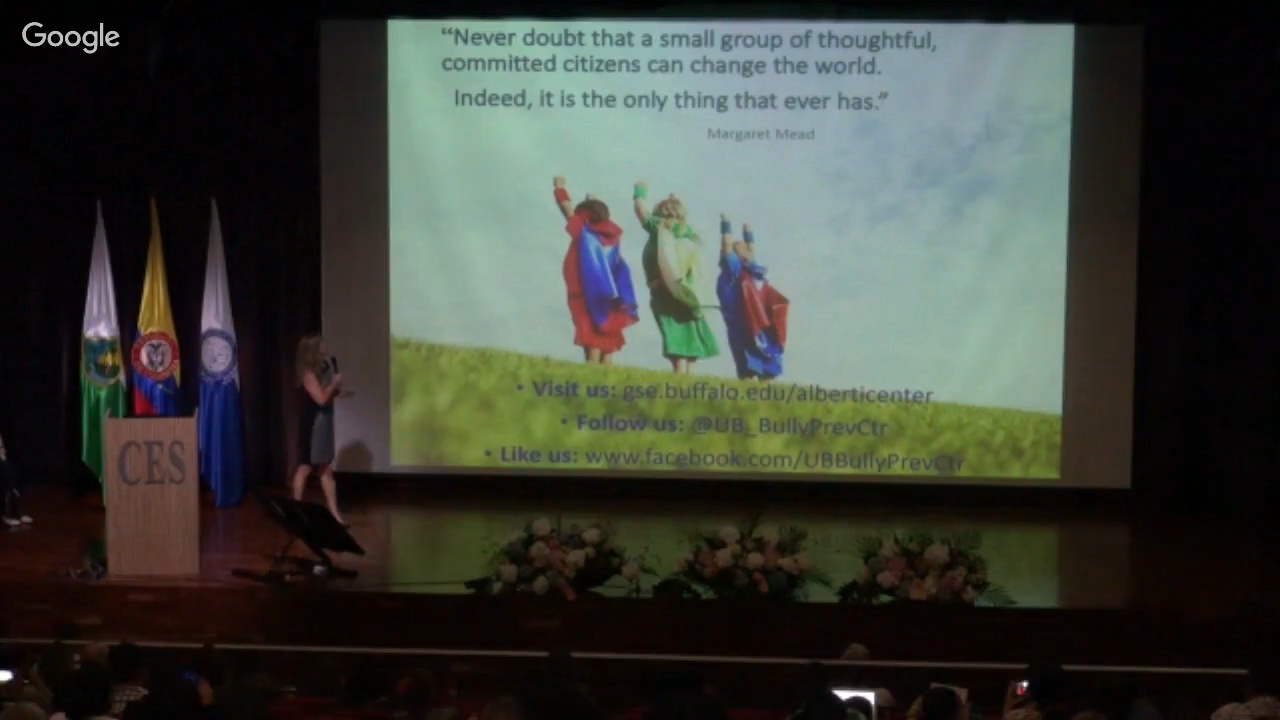 Google
“Never doubt that a small group of thoughtful,
committed citizens can change the world.
Indeed, it is the only thing that ever has.”
Margaret Mead
• Visit us: gse.buffalo.edu/alberticenter
• Follow us: @UB_BullyPrevCtr
• Like us: www.facebook.com/UBBullyPrevCtr
CES